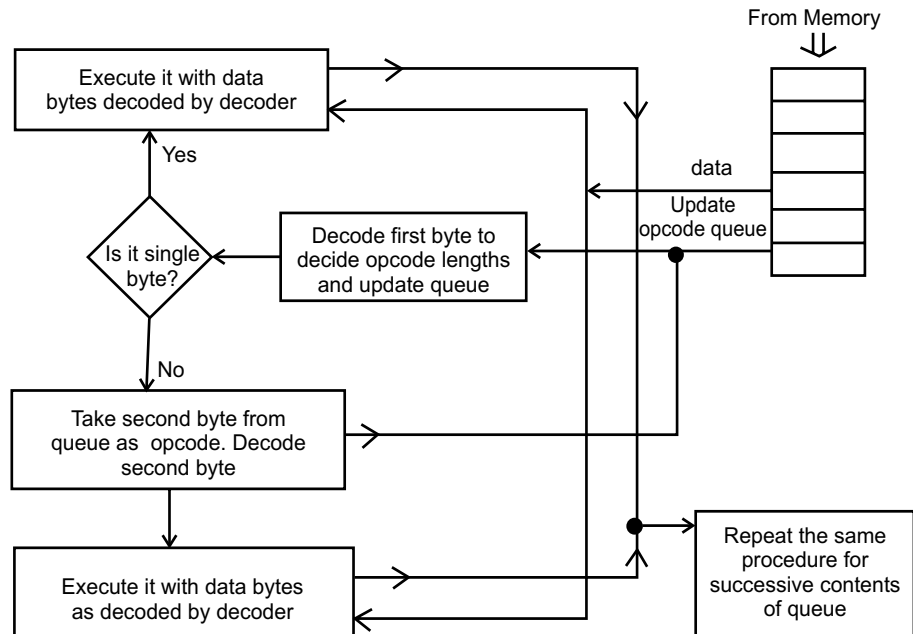 From Memory
Execute it with data
bytes decoded by decoder
Yes
data
Update
opcode queue
Is it single
byte?
Decode first byte to
decide opcode lengths
and update queue
No
Take second byte from
queue as opcode. Decode
second byte
Execute it with data bytes
as decoded by decoder
Repeat the same
procedure for
successive contents
of queue